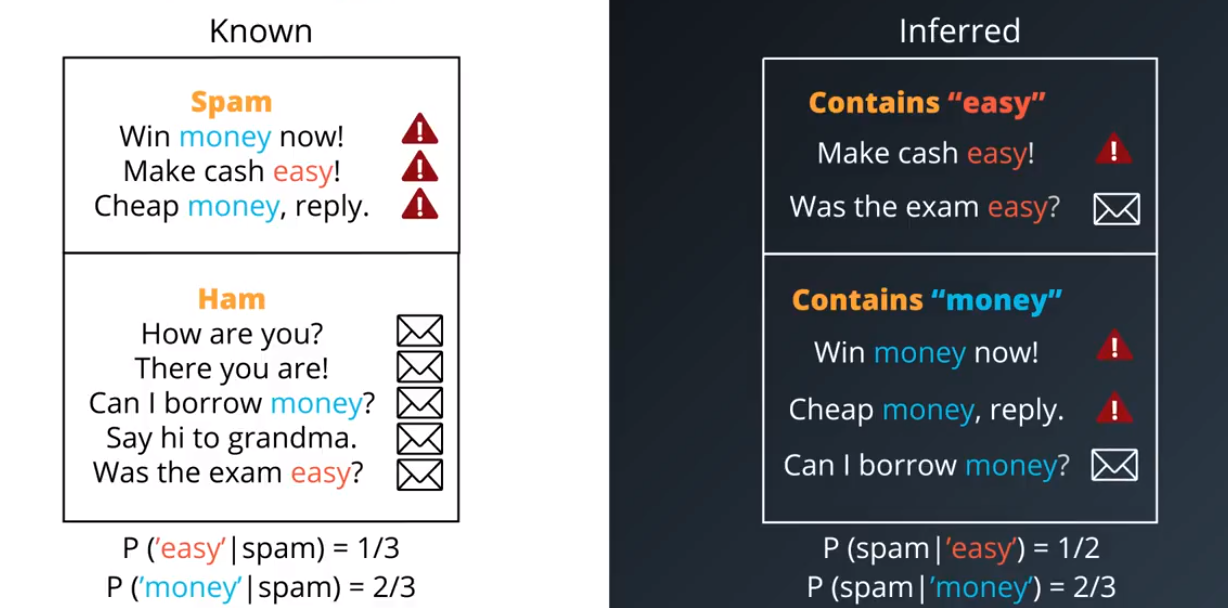 Known
Spam
Win money now!
Make cash easy!
Cheap money, reply.
Ham
How are you?
There you are!
Can I borrow money?
Say hi to grandma.
Was the exam easy?
P ('easy'|spam) = 1/3
P ('money'|spam) = 2/3
Inferred
Contains “easy”
Make cash easy!
Was the exam easy?
Contains “money”
Win money now!
Cheap money, reply.
Can I borrow money?
P (spam|'easy') = 1/2
P (spam|'money') = 2/3